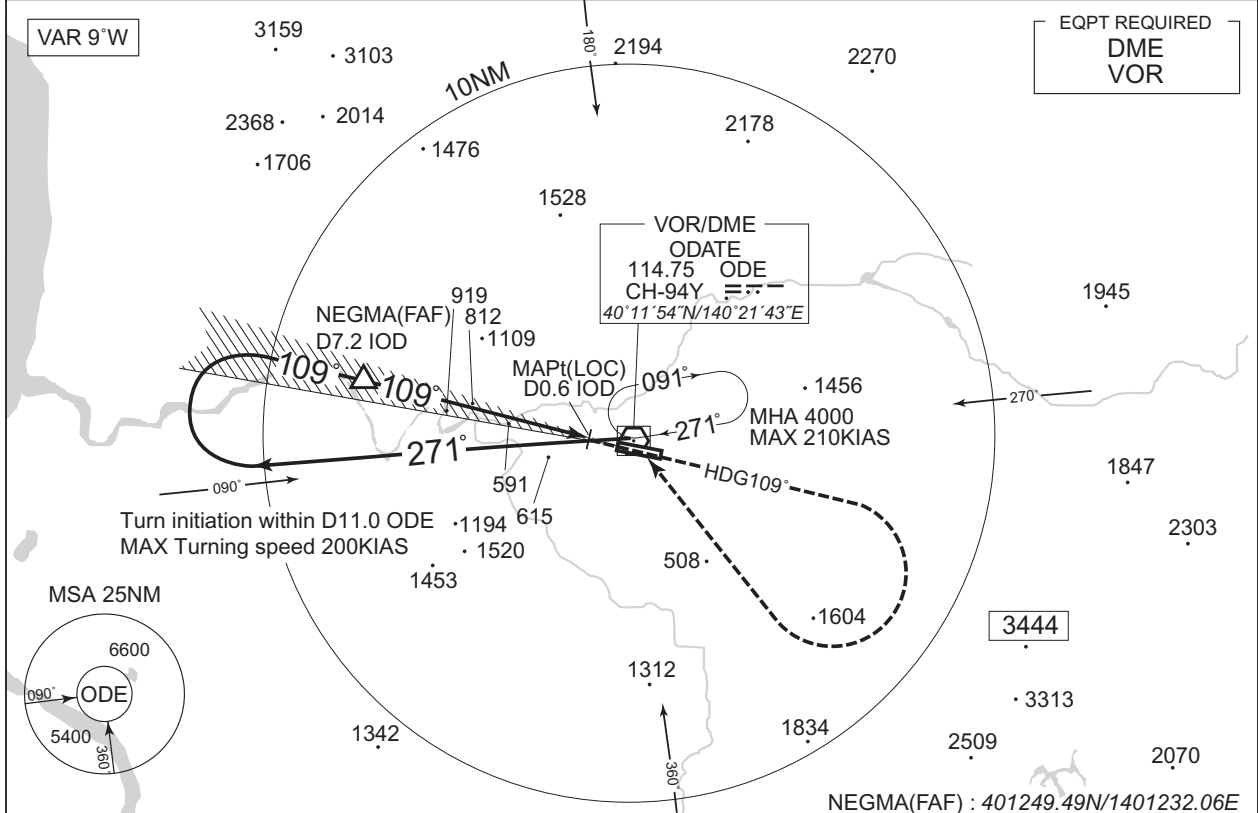 VAR 9°W
3159
3103
2368
2014
1706
1476
10NM
180°
2194
2270
EQPT REQUIRED
DME
VOR
2178
1528
VOR/DME
ODATE
114.75 ODE
CH-94Y
40°11´54˝N/140°21´43˝E
1945
NEGMA(FAF)
D7.2 IOD
919
812
1109
MAPt(LOC)
D0.6 IOD
109°
109°
091°
1456
270°
271°
271°
MHA 4000
MAX 210KIAS
HDG109°
090°
591
615
1847
2303
Turn initiation within D11.0 ODE
MAX Turning speed 200KIAS
1194
1520
1453
508
1604
MSA 25NM
6600
090°
ODE
5400
360°
3444
3313
1312
1342
1834
2509
2070
360°
NEGMA(FAF) : 401249.49N/1401232.06E